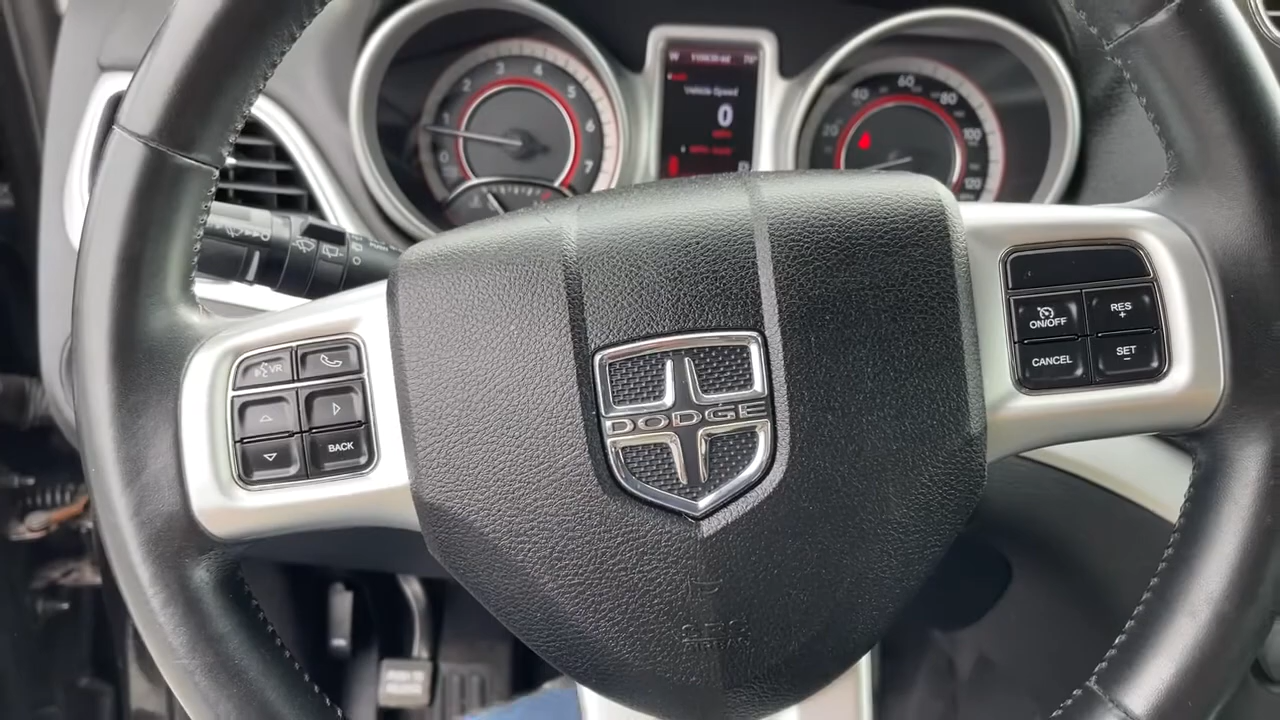 3 4
2 5
1 6
0 7
Vehicle Speed
0
60
40 80
20 100
120
ON/OFF
RES
+
CANCEL
SET
−
VR
BACK
DODGE